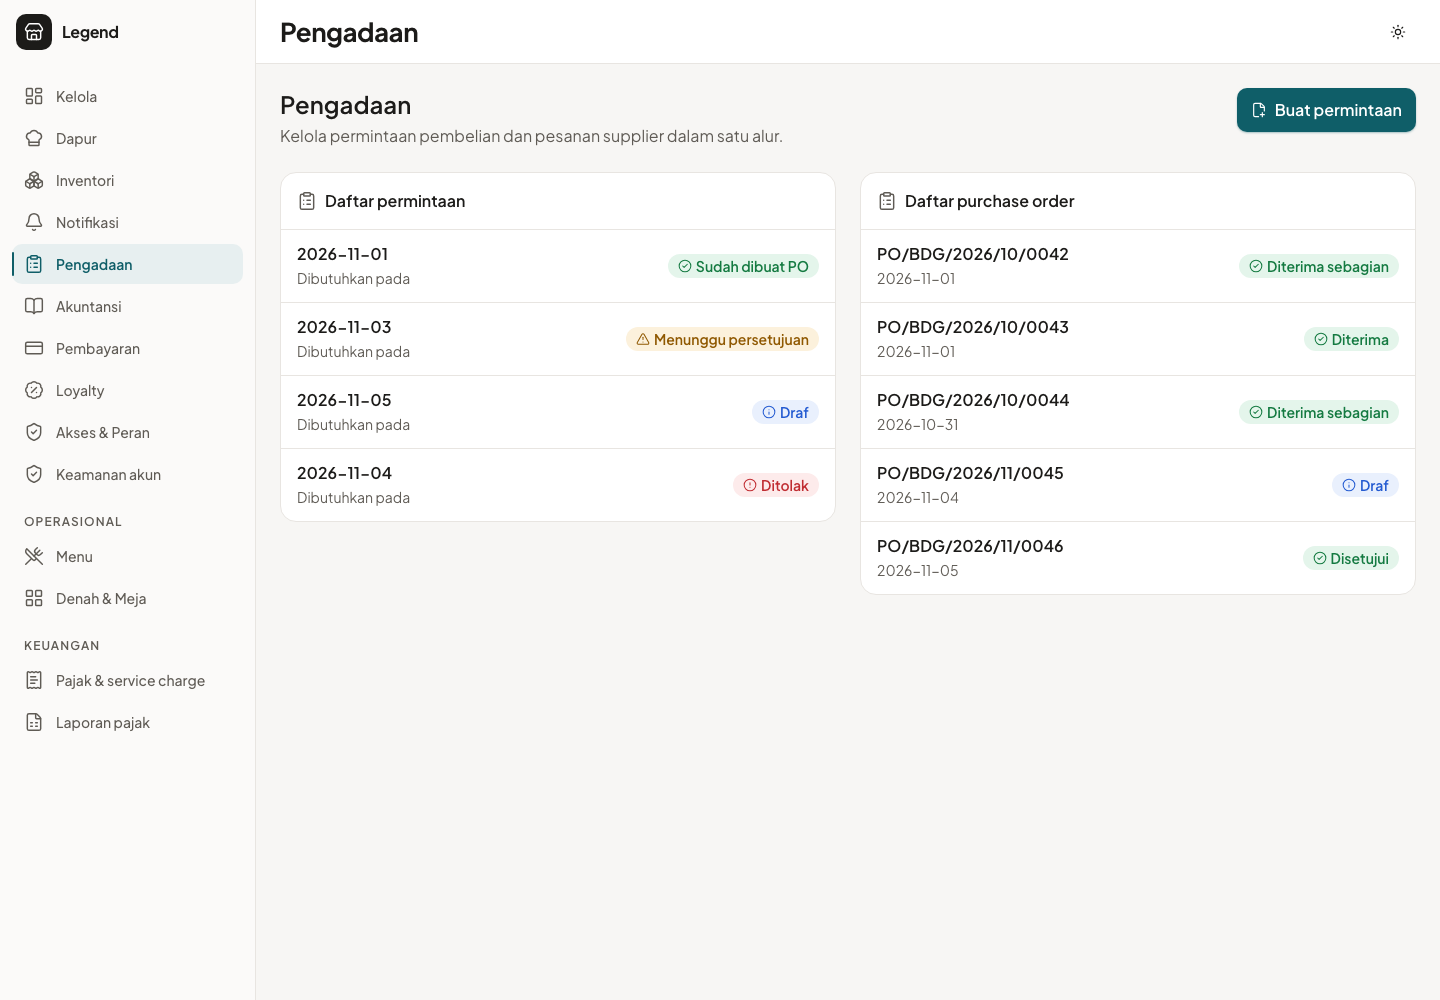 Legend
Kelola
Dapur
Inventori
Notifikasi
Pengadaan
Akuntansi
Pembayaran
Loyalty
Akses & Peran
Keamanan akun
OPERASIONAL
Menu
Denah & Meja
KEUANGAN
Pajak & service charge
Laporan pajak
Pengadaan
Pengadaan
Kelola permintaan pembelian dan pesanan supplier dalam satu alur.
Buat permintaan
Daftar permintaan
2026-11-01
Dibutuhkan pada
Sudah dibuat PO
2026-11-03
Dibutuhkan pada
Menunggu persetujuan
2026-11-05
Dibutuhkan pada
Draf
2026-11-04
Dibutuhkan pada
Ditolak
Daftar purchase order
PO/BDG/2026/10/0042
2026-11-01
Diterima sebagian
PO/BDG/2026/10/0043
2026-11-01
Diterima
PO/BDG/2026/10/0044
2026-10-31
Diterima sebagian
PO/BDG/2026/11/0045
2026-11-04
Draf
PO/BDG/2026/11/0046
2026-11-05
Disetujui